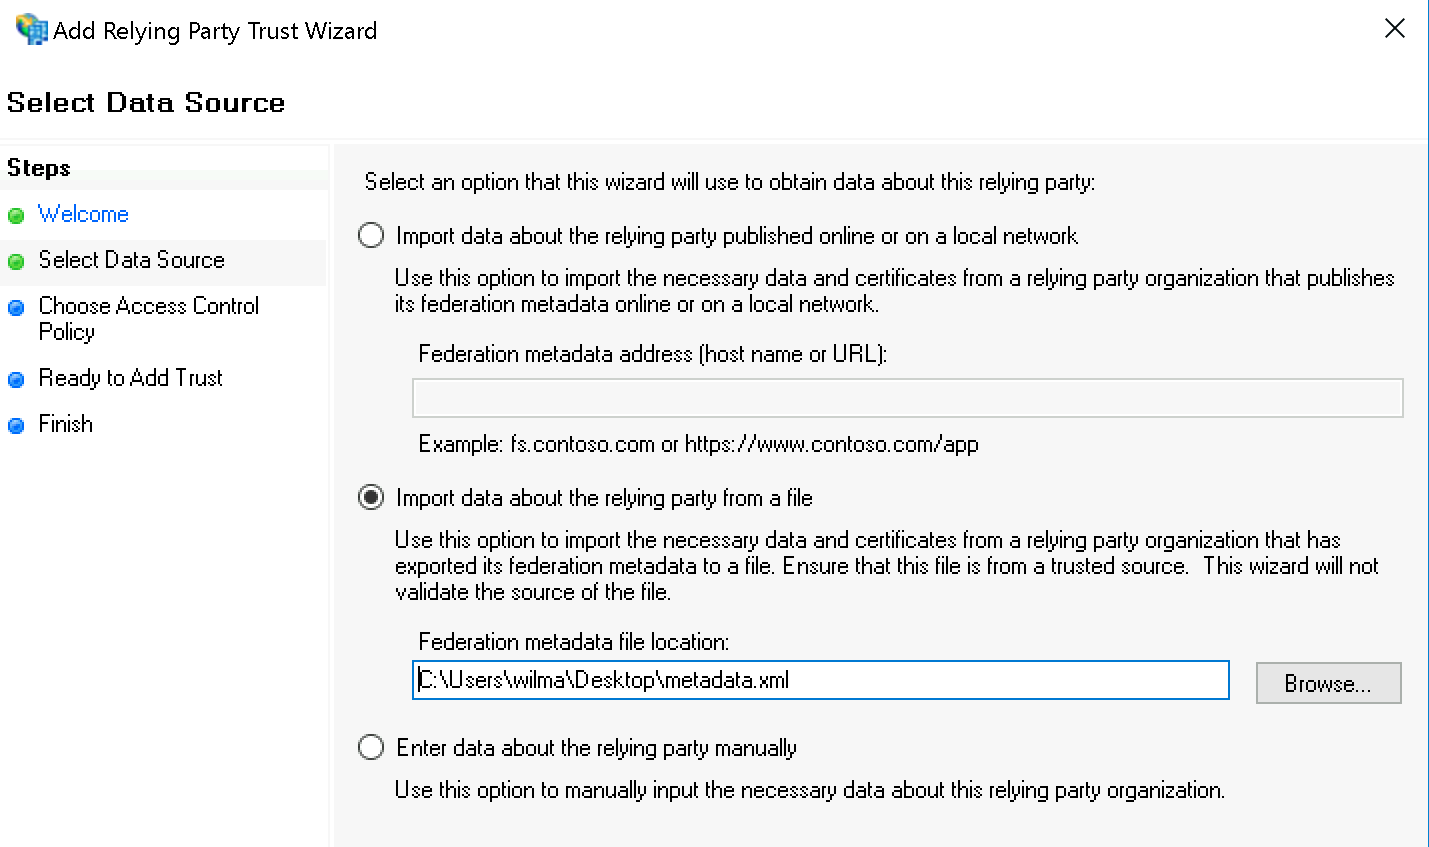 Add Relying Party Trust Wizard
Select Data Source
Steps
Welcome
Select Data Source
Choose Access Control
Policy
Ready to Add Trust
Finish
Select an option that this wizard will use to obtain data about this relying party:
Import data about the relying party published online or on a local network
Use this option to import the necessary data and certificates from a relying party organization that publishes
its federation metadata online or on a local network.
Federation metadata address (host name or URL):
Example: fs.contoso.com or https://www.contoso.com/app
Import data about the relying party from a file
Use this option to import the necessary data and certificates from a relying party organization that has
exported its federation metadata to a file. Ensure that this file is from a trusted source.  This wizard will not
validate the source of the file.
Federation metadata file location:
C:\Users\wilma\Desktop\metadata.xml
Browse...
Enter data about the relying party manually
Use this option to manually input the necessary data about this relying party organization.